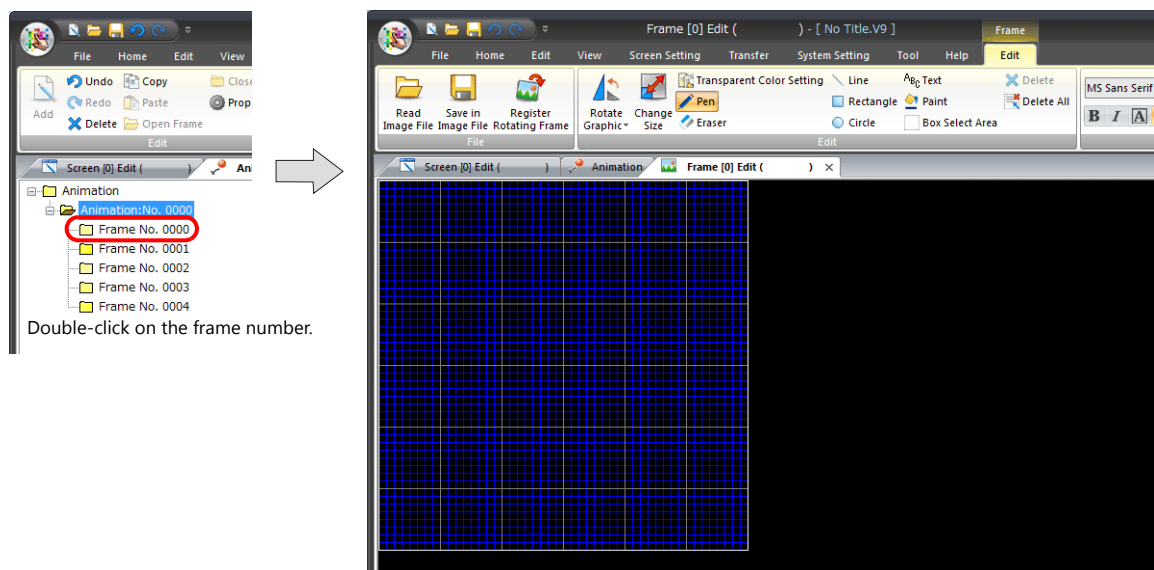 File Home Edit View
Undo Copy Close
Add Redo Paste Prop
Delete Open Frame
Edit
Screen [0] Edit ( ) An
Animation
Animation:No. 0000
Frame No. 0000
Frame No. 0001
Frame No. 0002
Frame No. 0003
Frame No. 0004
Double-click on the frame number.
Frame [0] Edit ( ) - [ No Title.V9 ] Frame
File Home Edit View Screen Setting Transfer System Setting Tool Help Edit
Transparent Color Setting Line ABC Text Delete MS Sans Serif
Pen Rectangle Paint Delete All
Read Save in Register Rotate Change
Image File Image File Rotating Frame Graphic Size Eraser Circle Box Select Area B I A
File Edit
Screen [0] Edit ( ) Animation Frame [0] Edit ( ) ×